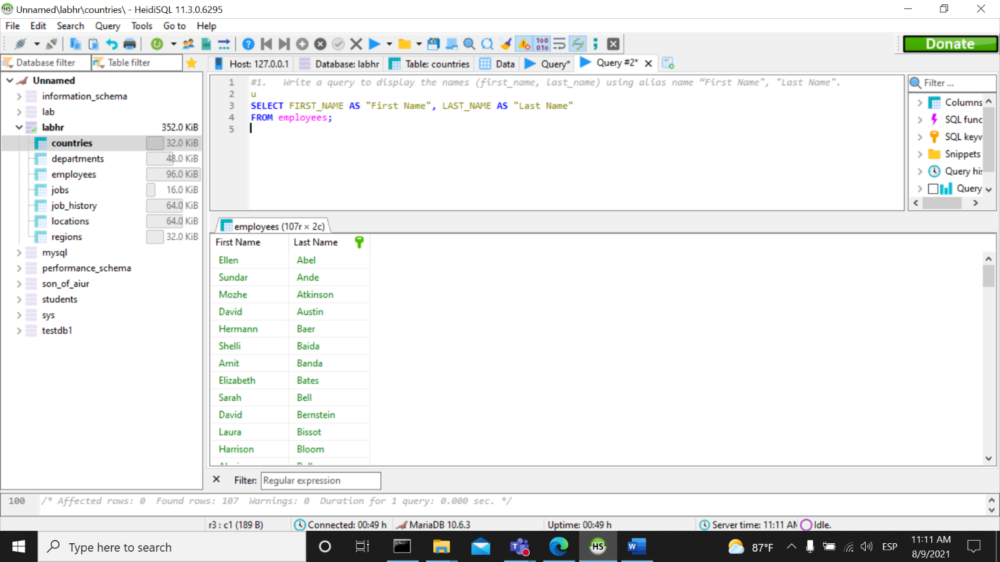 Unnamed\labhr\countries\ - HeidiSQL 11.3.0.6295
File Edit Search Query Tools Go to Help
Donate
Database filter Table filter
Host: 127.0.0.1 Database: labhr Table: countries Data Query* Query #2*
Unnamed
information_schema
lab
labhr 352.0 KiB
countries 32.0 KiB
departments 48.0 KiB
employees 96.0 KiB
jobs 16.0 KiB
job_history 64.0 KiB
locations 64.0 KiB
regions 32.0 KiB
mysql
performance_schema
son_of_aiur
students
sys
testdb1
1 #1. Write a query to display the names (first_name, last_name) using alias name “First Name”, "Last Name".
2 u
3 SELECT FIRST_NAME AS "First Name", LAST_NAME AS "Last Name"
4 FROM employees;
5
Filter ...
Columns
SQL func
SQL keyw
Snippets
Query his
Query
employees (107r × 2c)
First Name Last Name
Ellen Abel
Sundar Ande
Mozhe Atkinson
David Austin
Hermann Baer
Shelli Baida
Amit Banda
Elizabeth Bates
Sarah Bell
David Bernstein
Laura Bissot
Harrison Bloom
Filter: Regular expression
100 /* Affected rows: 0 Found rows: 107 Warnings: 0 Duration for 1 query: 0.000 sec. */
r3 : c1 (189 B) Connected: 00:49 h MariaDB 10.6.3 Uptime: 00:49 h Server time: 11:11 AM Idle.
Type here to search
HS
87°F
ESP
11:11 AM
8/9/2021